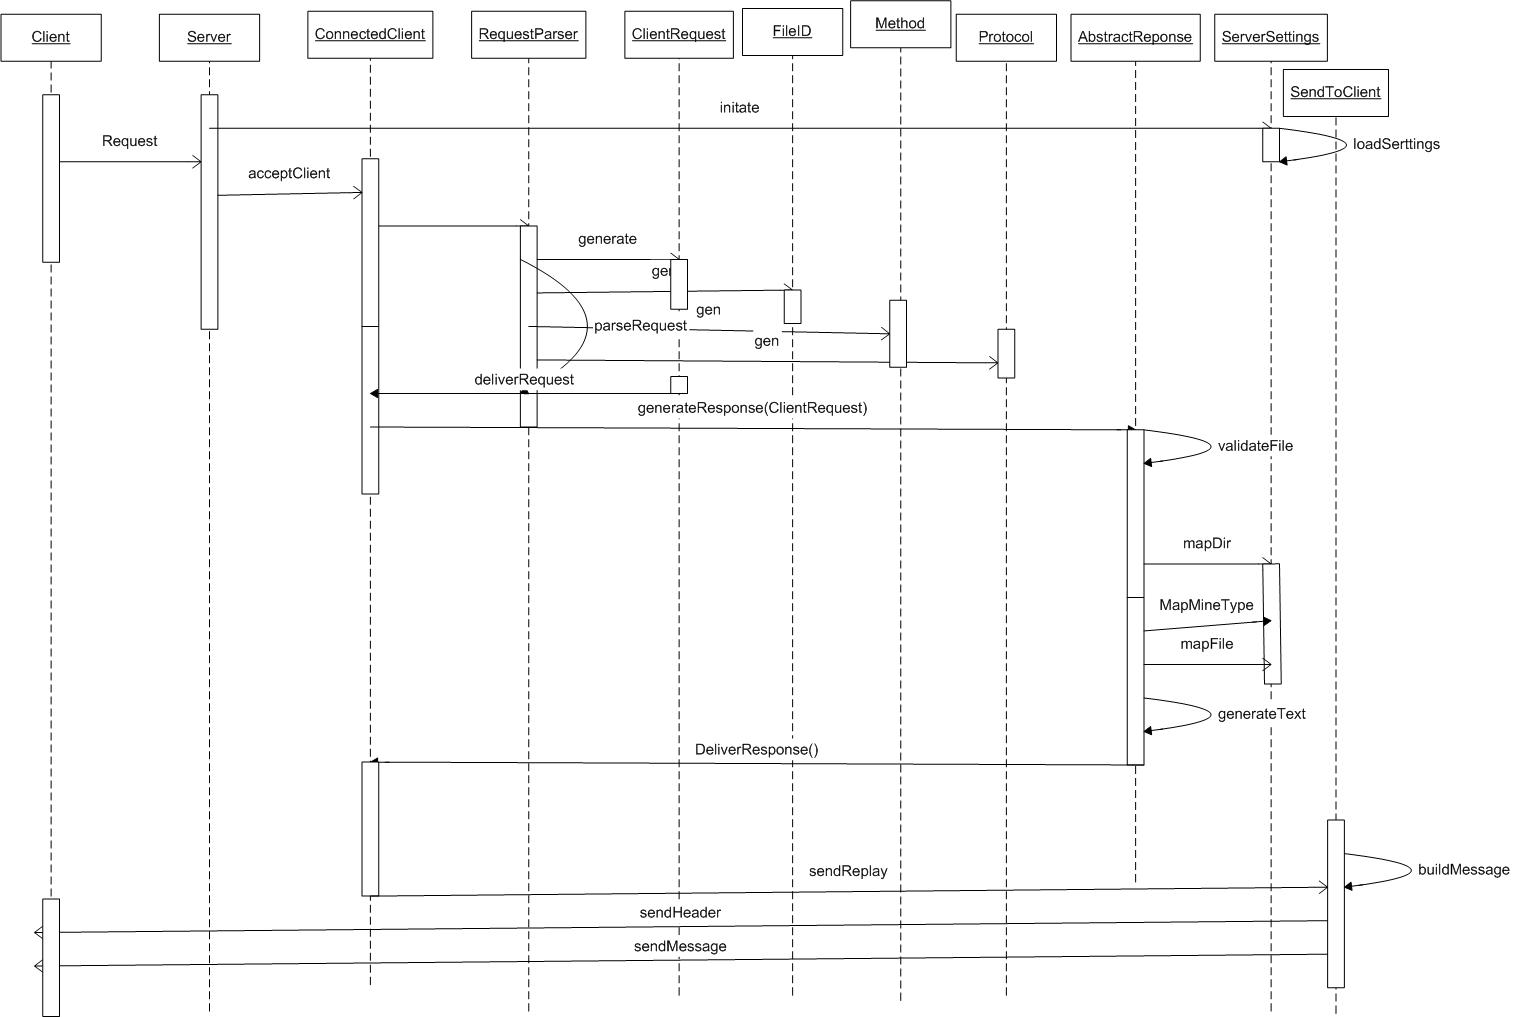 Client
Server
ConnectedClient
RequestParser
ClientRequest
FileID
Method
Protocol
AbstractReponse
ServerSettings
SendToClient
initate
Request
loadSerttings
acceptClient
generate
gen
gen
parseRequest
gen
deliverRequest
generateResponse(ClientRequest)
validateFile
mapDir
MapMineType
mapFile
generateText
DeliverResponse()
sendReplay
buildMessage
sendHeader
sendMessage